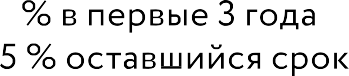 % в первые 3 года
5 % оставшийся срок